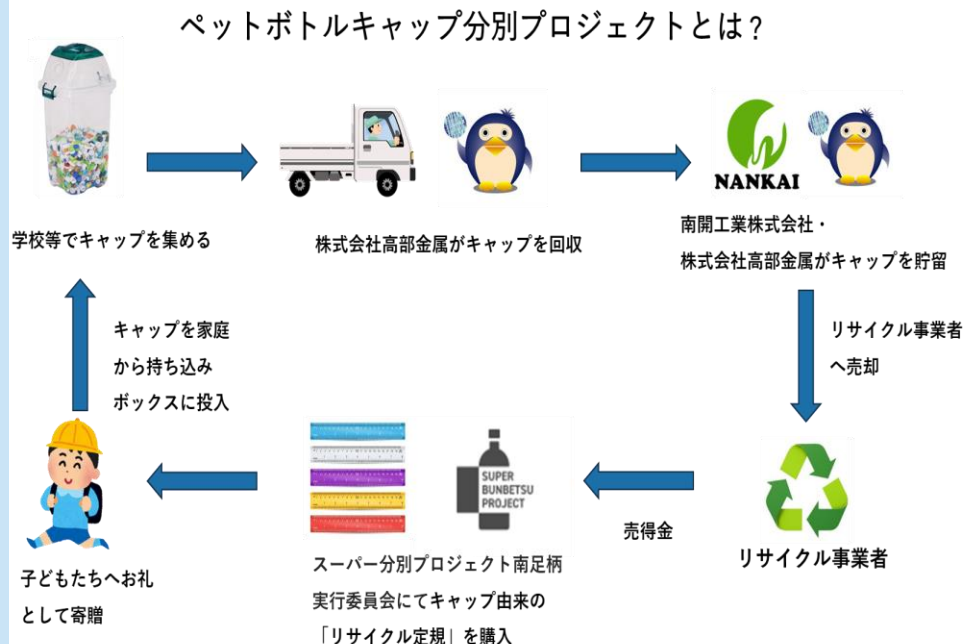 ペットボトルキャップ分別プロジェクトとは？
学校等でキャップを集める
株式会社高部金属がキャップを回収
NANKAI
南開工業株式会社・
株式会社高部金属がキャップを貯留
リサイクル事業者
へ売却
リサイクル事業者
売得金
SUPER
BUNBETSU
PROJECT
スーパー分別プロジェクト南足柄
実行委員会にてキャップ由来の
「リサイクル定規」を購入
子どもたちへお礼
として寄贈
キャップを家庭
から持ち込み
ボックスに投入